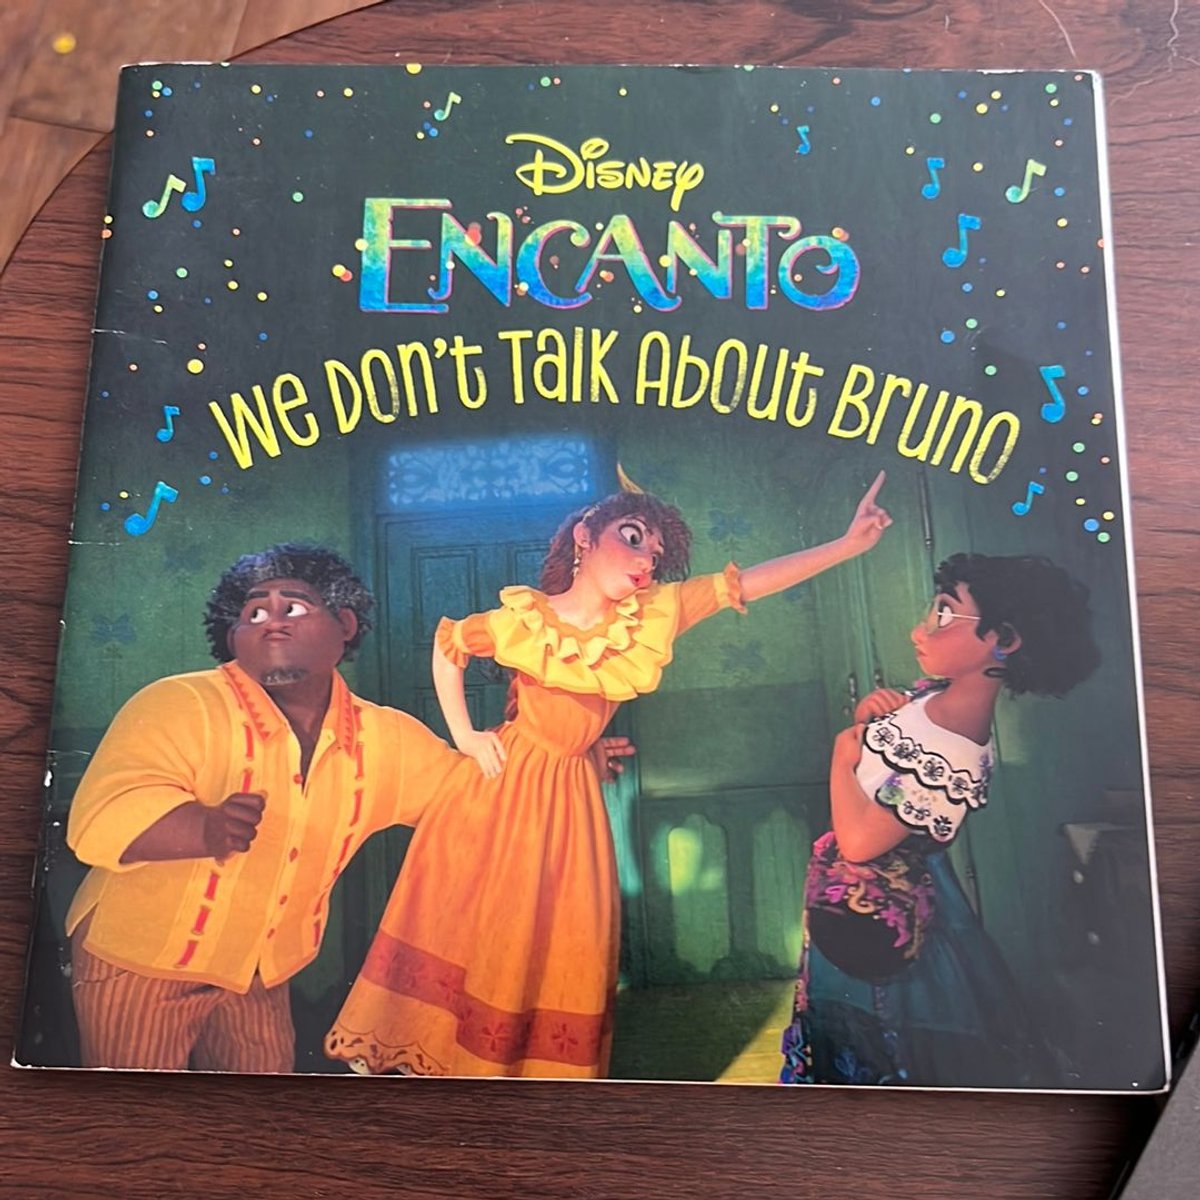 Disney
ENCANTO
We Don't Talk About Bruno